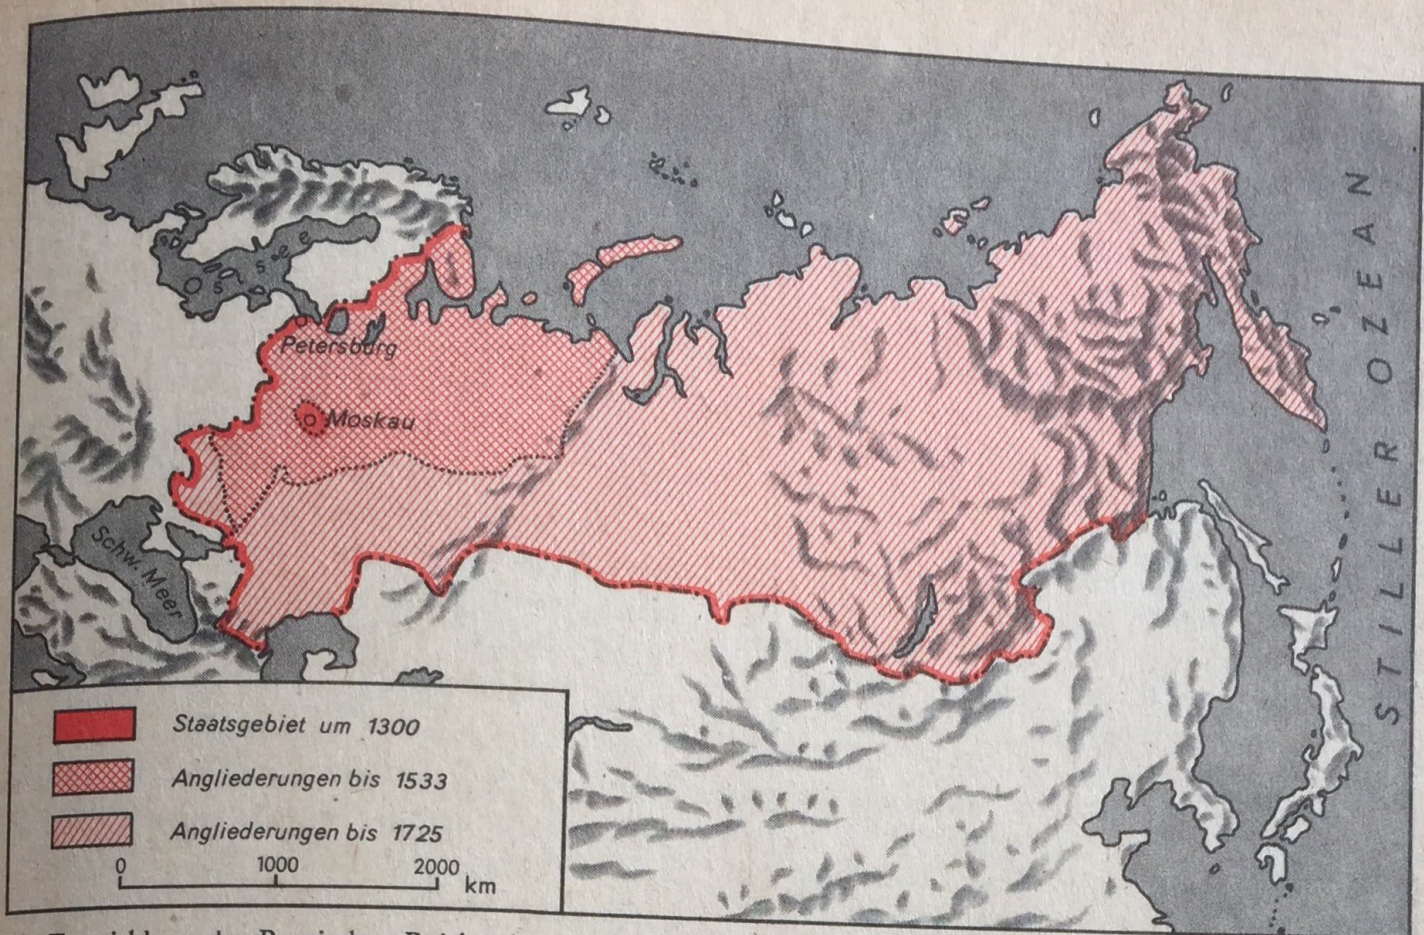 Ostsee
Petersburg
Moskau
Schw. Meer
STILLER OZEAN
Staatsgebiet um 1300
Angliederungen bis 1533
Angliederungen bis 1725
0 1000 2000
km